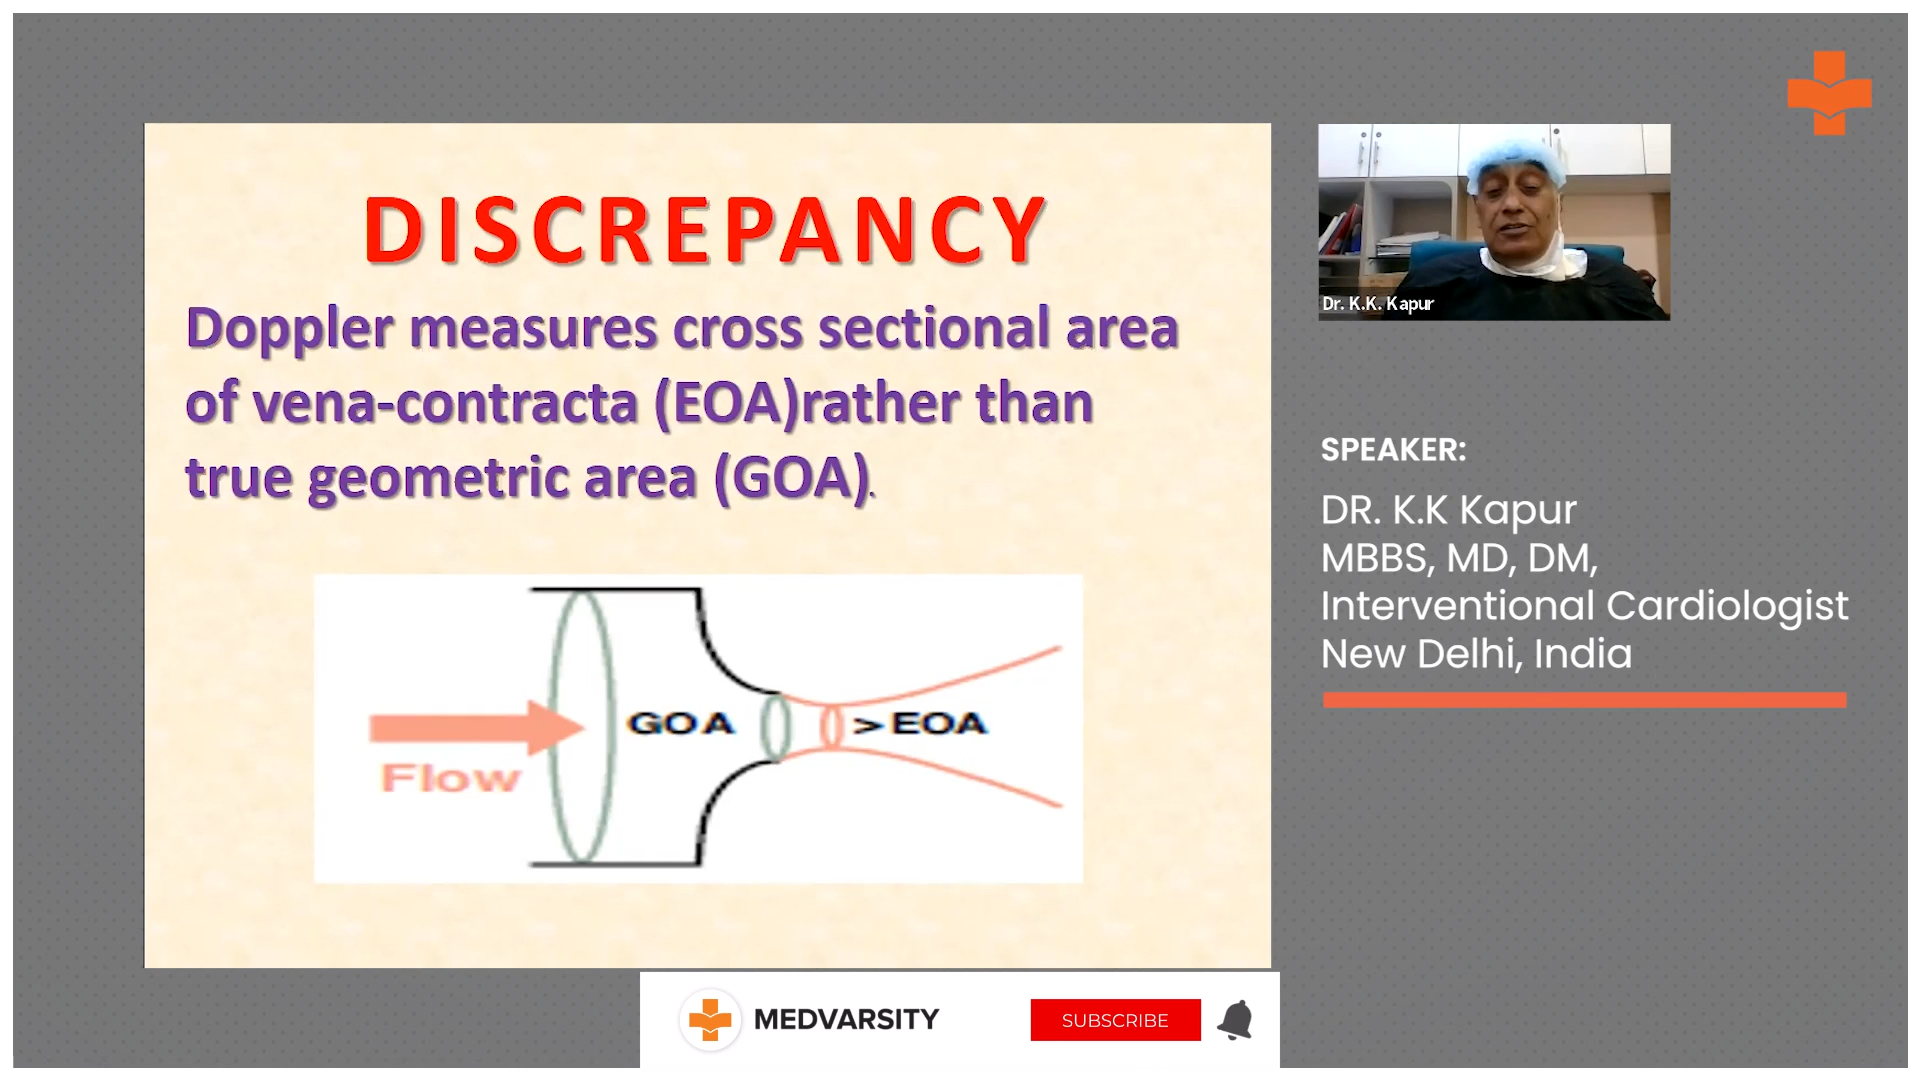 DISCREPANCY
Doppler measures cross sectional area
of vena-contracta (EOA)rather than
true geometric area (GOA).
GOA
> EOA
Flow
Dr. K.K. Kapur
SPEAKER:
DR. K.K Kapur
MBBS, MD, DM,
Interventional Cardiologist
New Delhi, India
MEDVARSITY
SUBSCRIBE